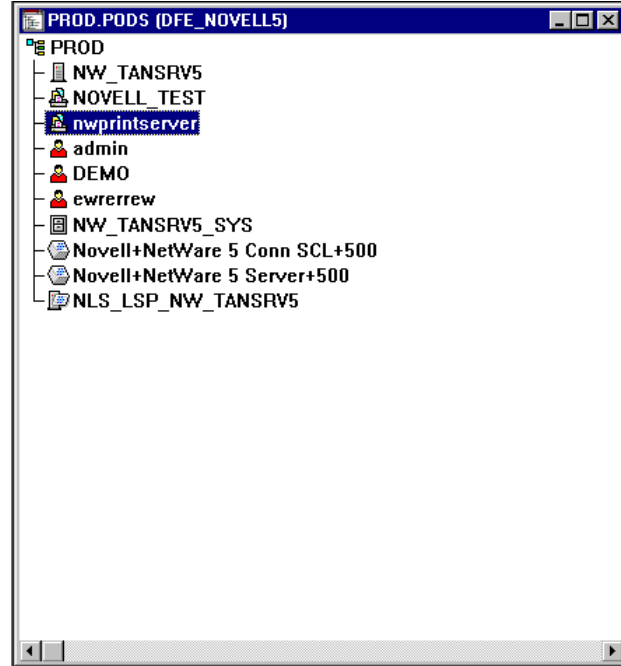 PROD.PODS (DFE_NOVELL5)
PROD
NW_TANSRV5
NOVELL_TEST
nwprintserver
admin
DEMO
ewrerrew
NW_TANSRV5_SYS
Novell+NetWare 5 Conn SCL+500
Novell+NetWare 5 Server+500
NLS_LSP_NW_TANSRV5